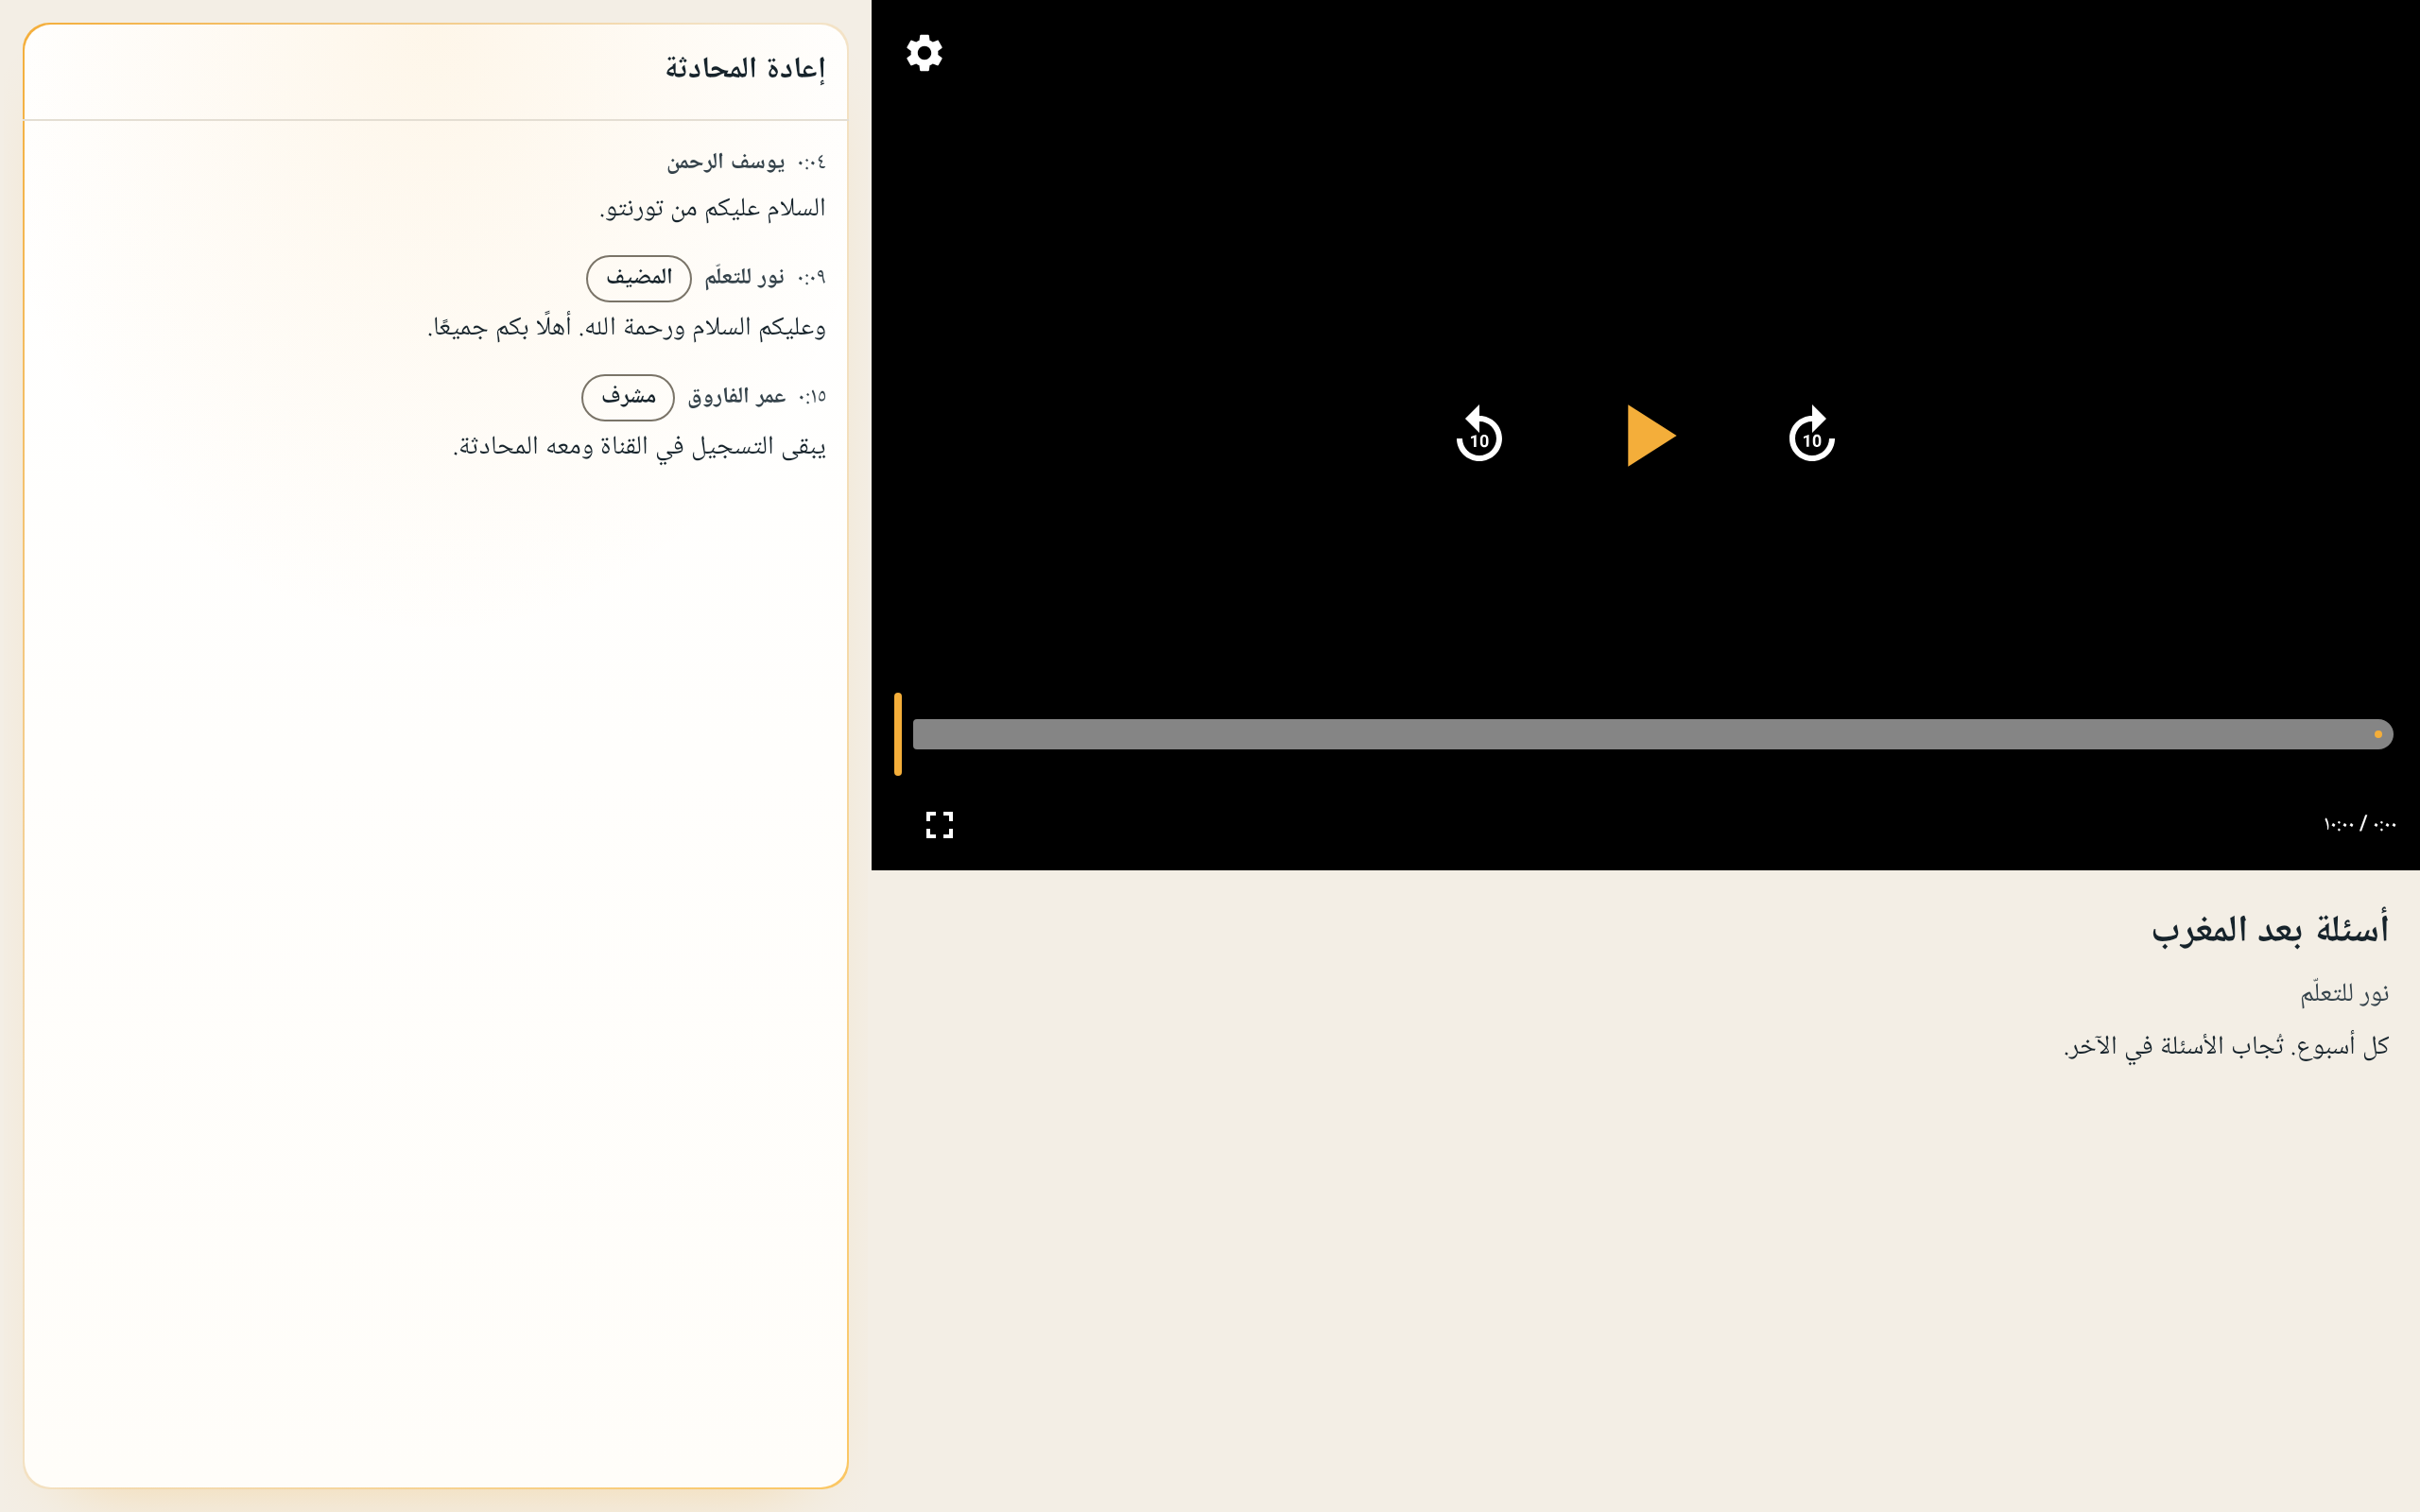 إعادة المحادثة
٠:٠٤ يوسف الرحمن
السلام عليكم من تورنتو.
٠:٠٩ نور للتعلّم المضيف
وعليكم السلام ورحمة الله. أهلًا بكم جميعًا.
٠:١٥ عمر الفاروق مشرف
يبقى التسجيل في القناة ومعه المحادثة.
10
10
٠:٠٠ / ١٠:٠٠
أسئلة بعد المغرب
نور للتعلّم
كل أسبوع. تُجاب الأسئلة في الآخر.